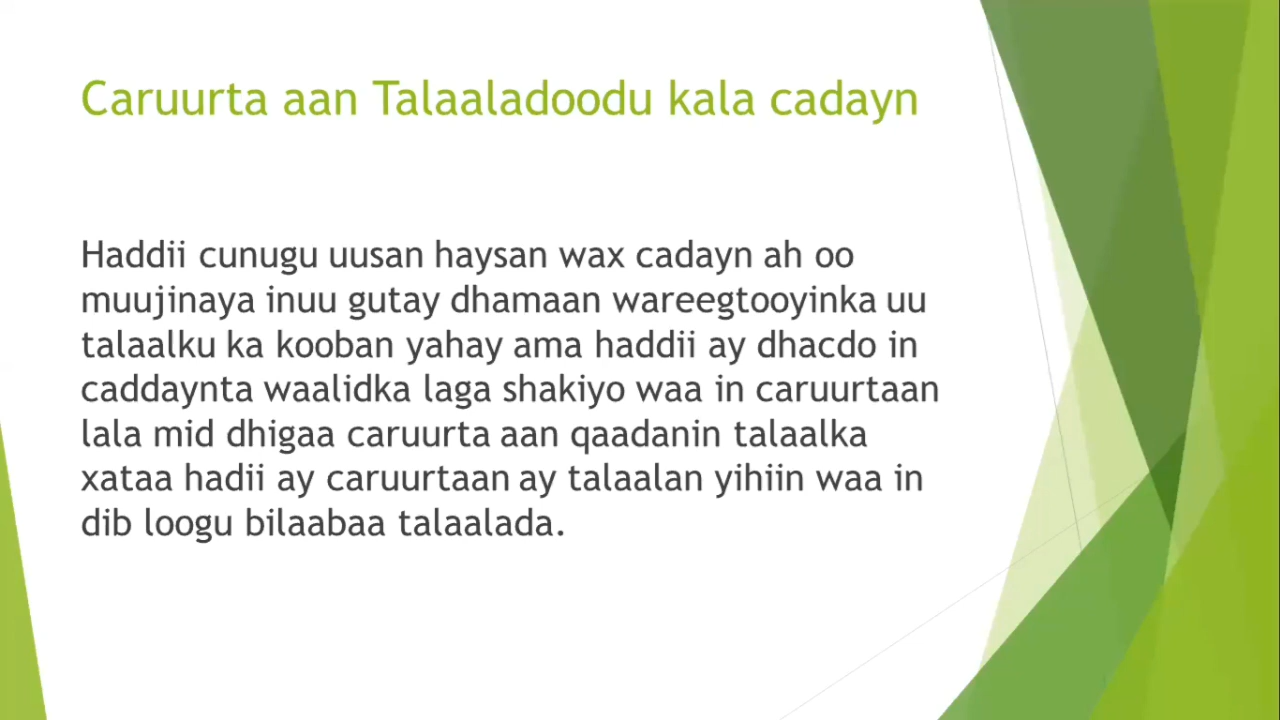 Caruurta aan Talaaladoodu kala cadayn
Haddii cunugu uusan haysan wax cadayn ah oo
muujinaya inuu gutay dhamaan wareegtooyinka uu
talaalku ka kooban yahay ama haddii ay dhacdo in
caddaynta waalidka laga shakiyo waa in caruurtaan
lala mid dhigaa caruurta aan qaadanin talaalka
xataa hadii ay caruurtaan ay talaalan yihiin waa in
dib loogu bilaabaa talaalada.